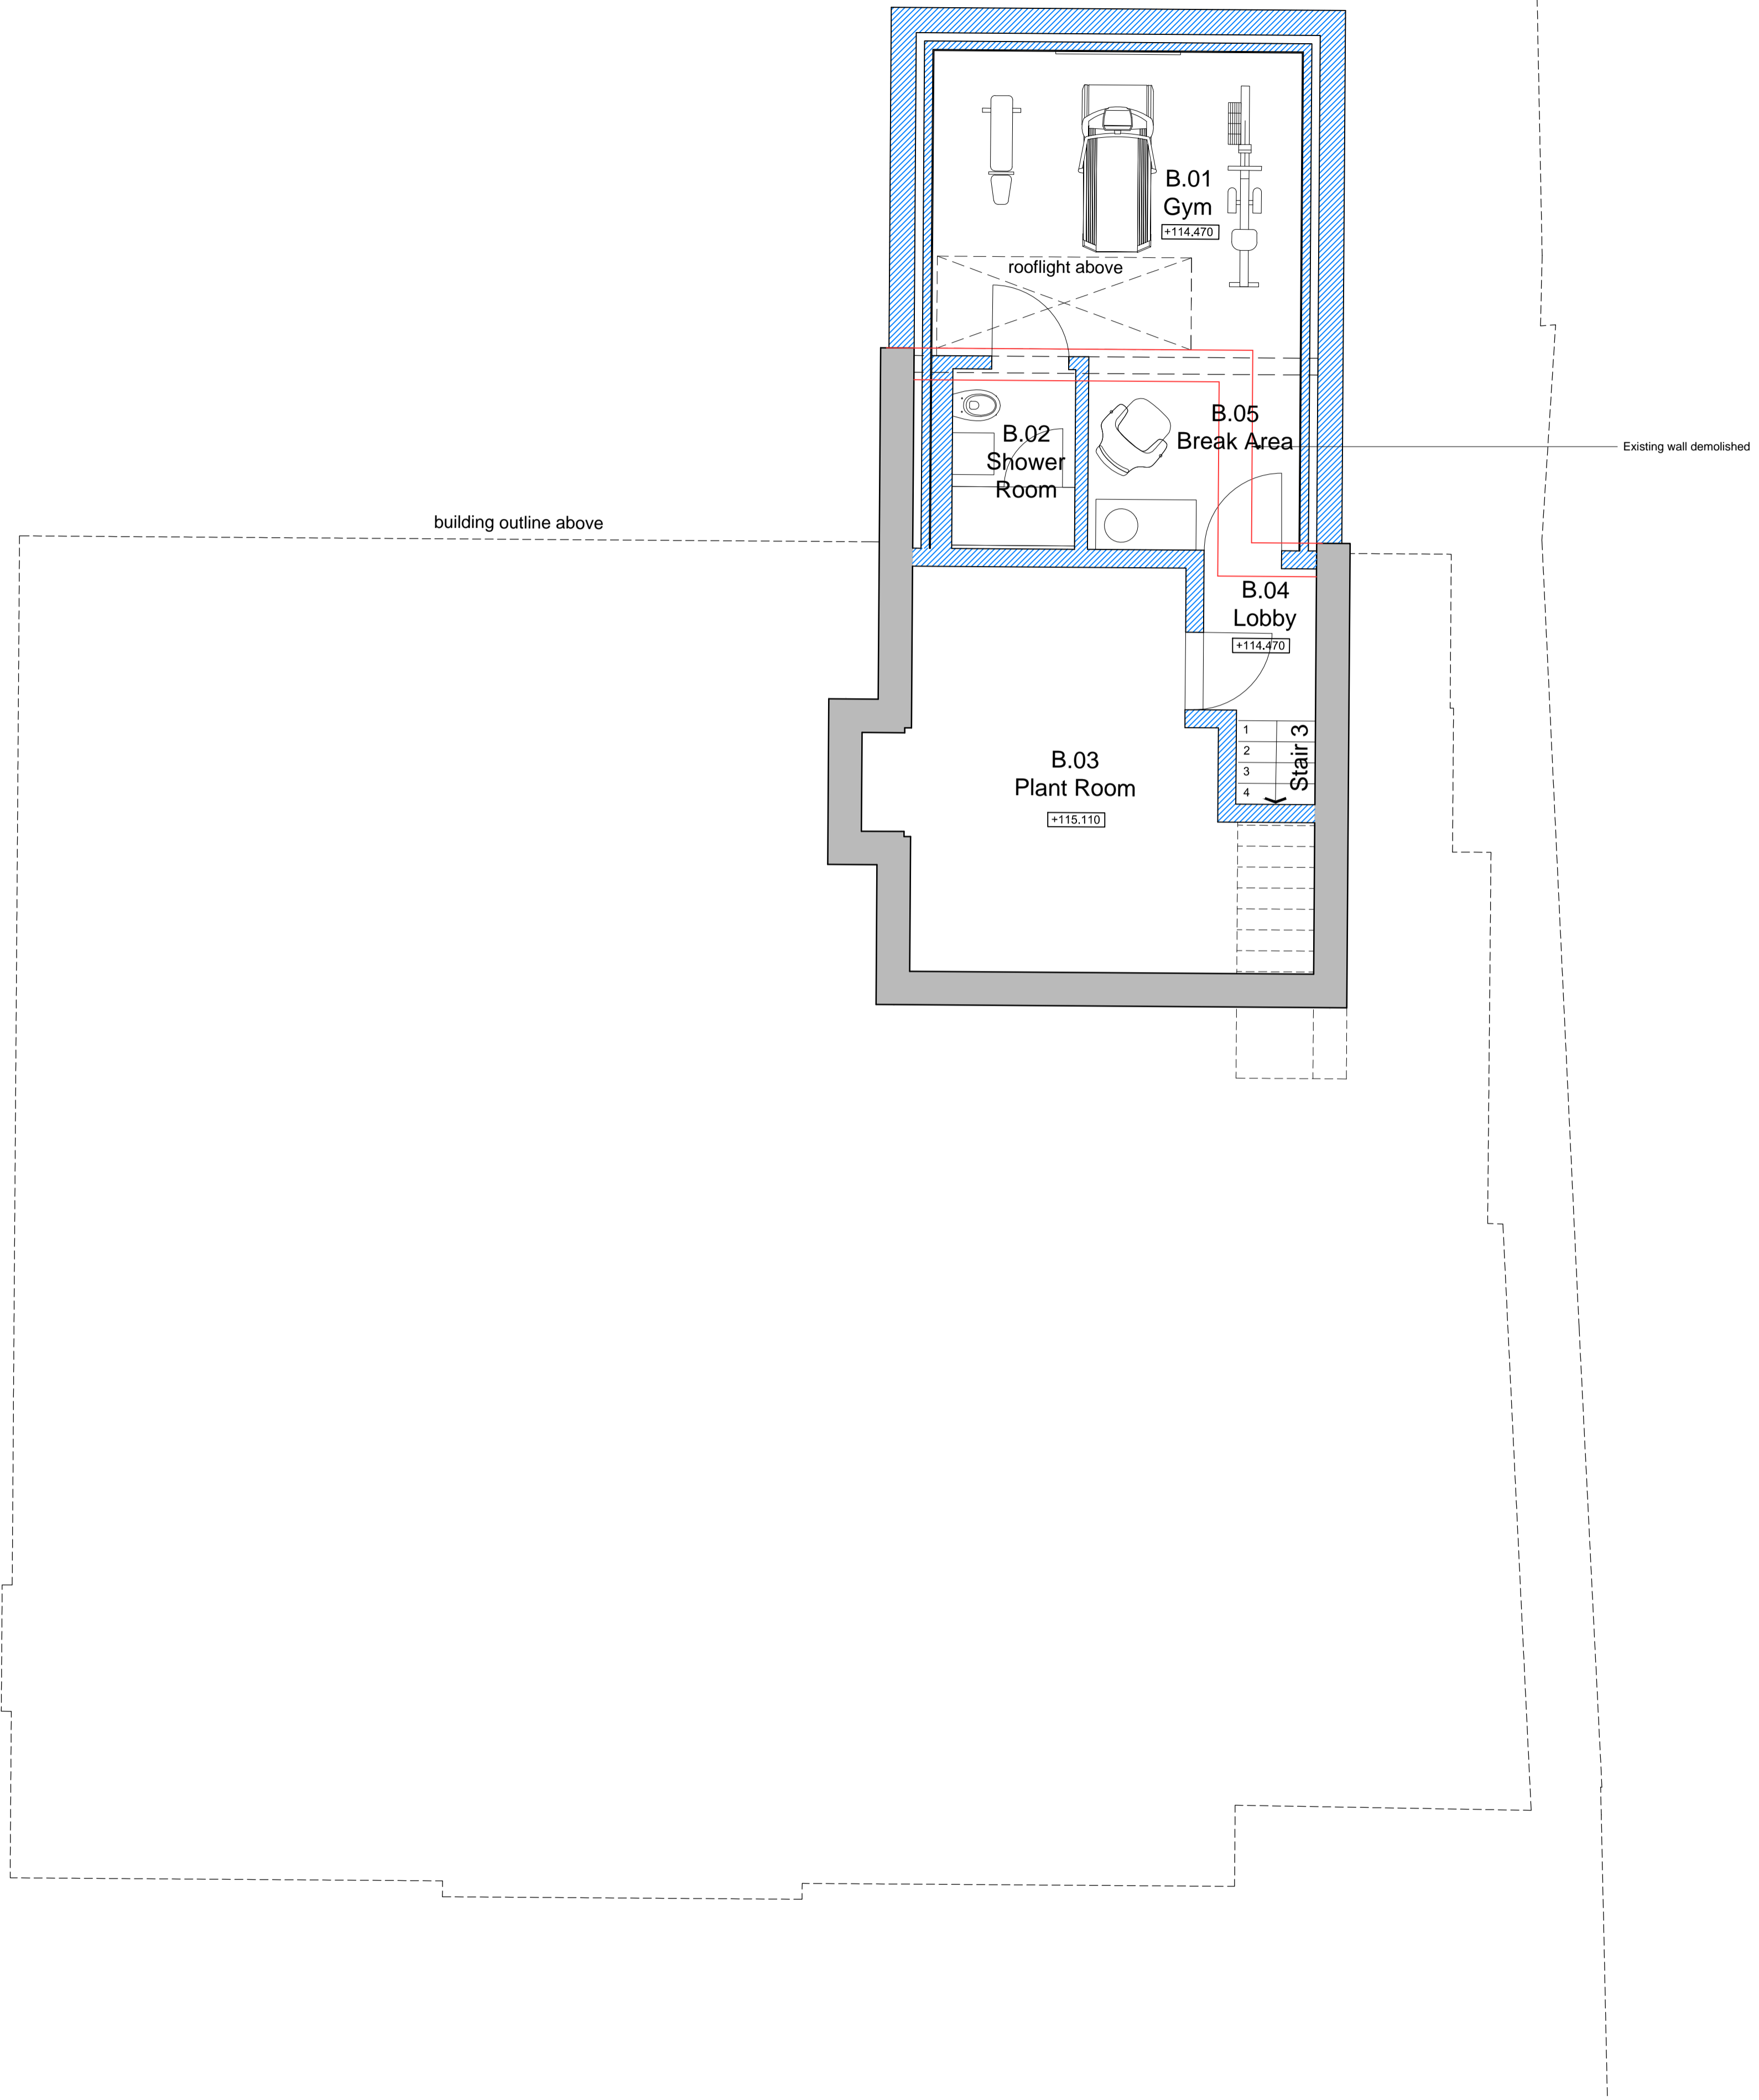 B.01
Gym
+114.470
rooflight above
B.05
Break Area
B.02
Shower
Room
Existing wall demolished
building outline above
B.04
Lobby
+114.470
1
2
3
4
Stair 3
B.03
Plant Room
+115.110